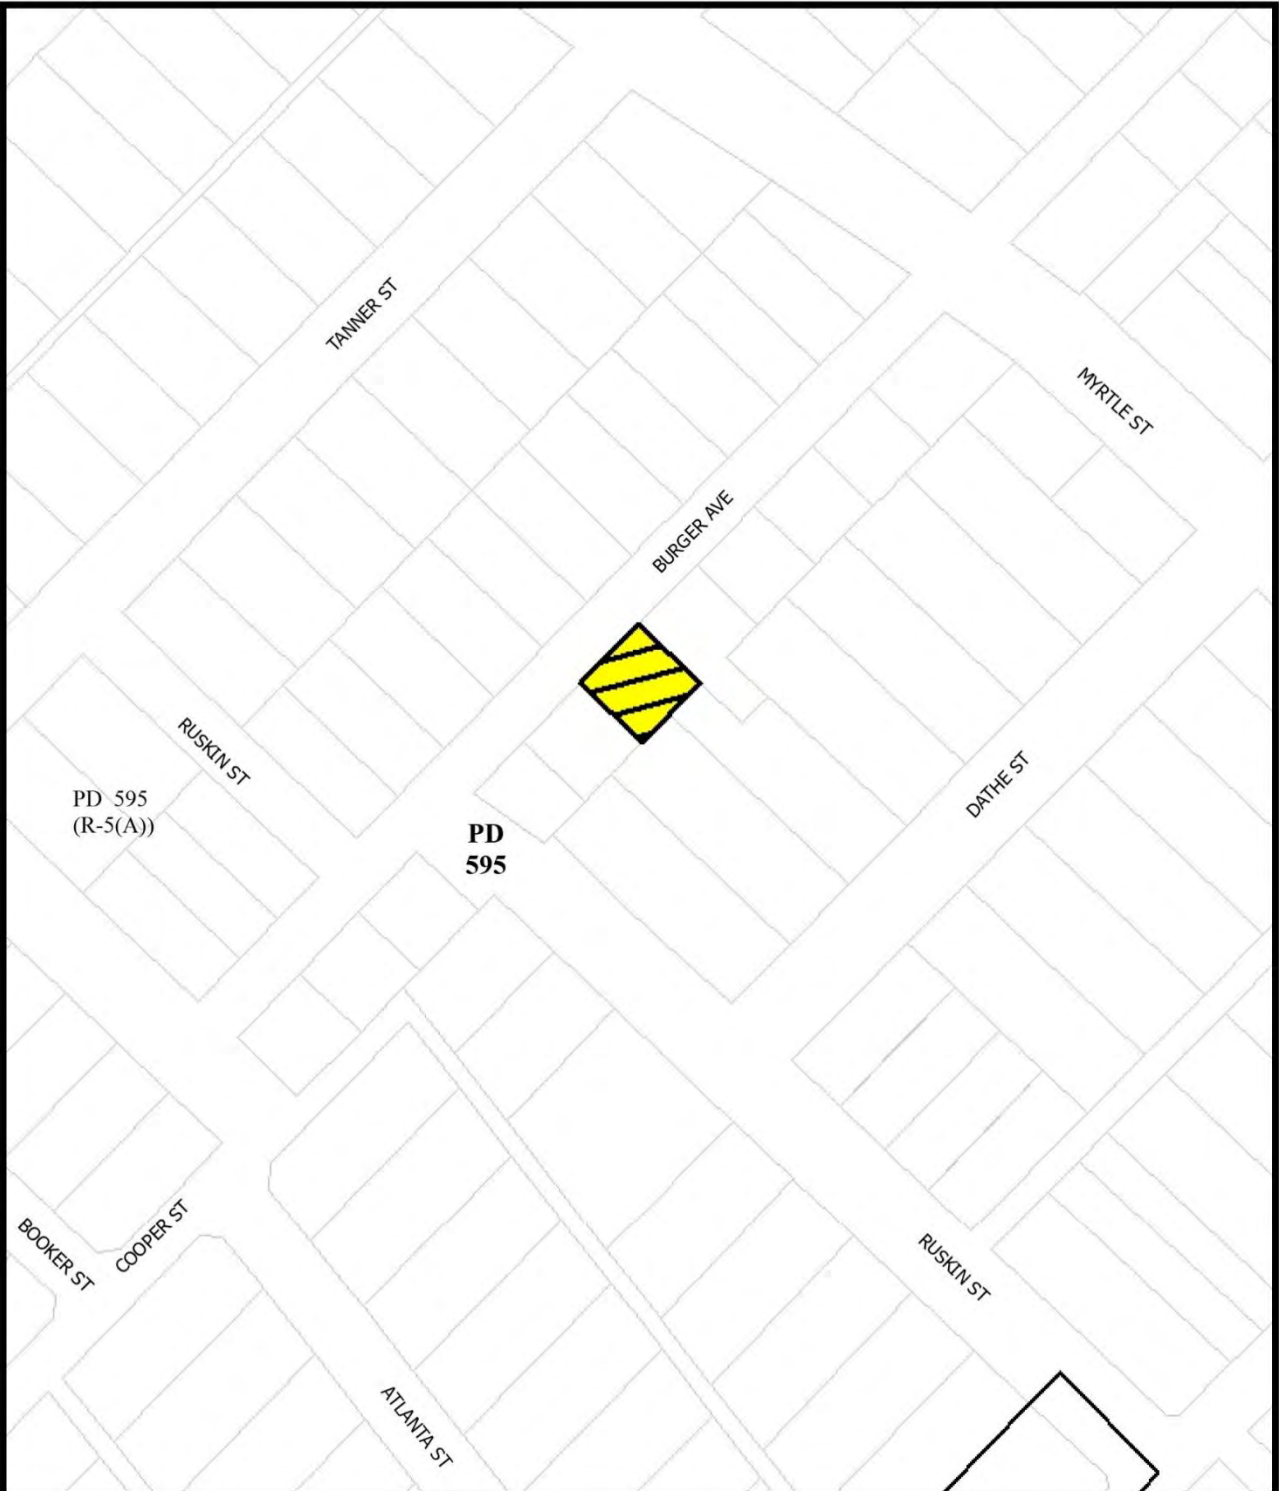 TANNER ST
MYRTLE ST
BURGER AVE
RUSKIN ST
DATHE ST
PD 595
(R-5(A))
PD
595
COOPER ST
BOOKER ST
RUSKIN ST
ATLANTA ST